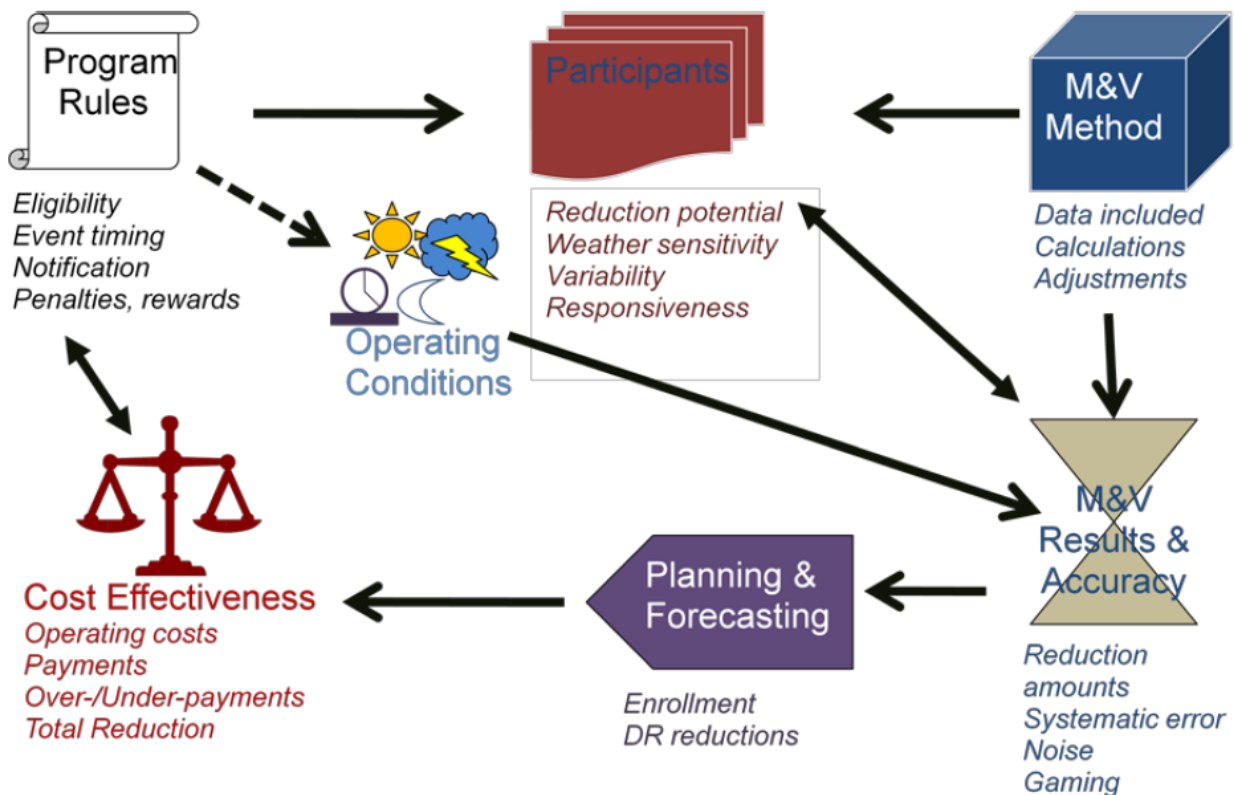 Program
Rules
Eligibility
Event timing
Notification
Penalties, rewards
Participants
Reduction potential
Weather sensitivity
Variability
Responsiveness
M&V
Method
Data included
Calculations
Adjustments
Operating
Conditions
M&V
Results &
Accuracy
Reduction
amounts
Systematic error
Noise
Gaming
Planning &
Forecasting
Enrollment
DR reductions
Cost Effectiveness
Operating costs
Payments
Over-/Under-payments
Total Reduction